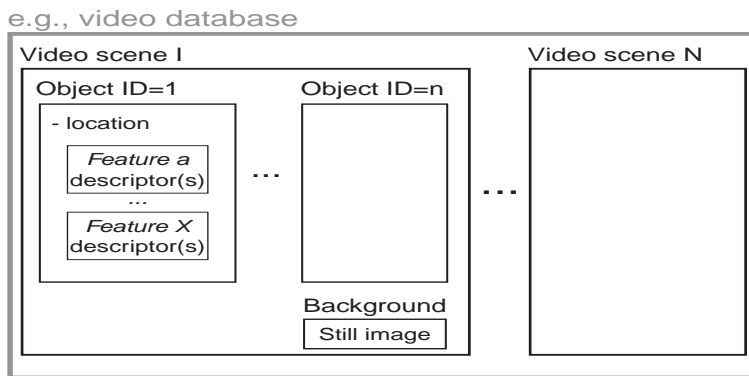 e.g., video database
Video scene I
Video scene N
Object ID=1
Object ID=n
- location
Feature a
descriptor(s)
...
Feature X
descriptor(s)
...
...
Background
Still image